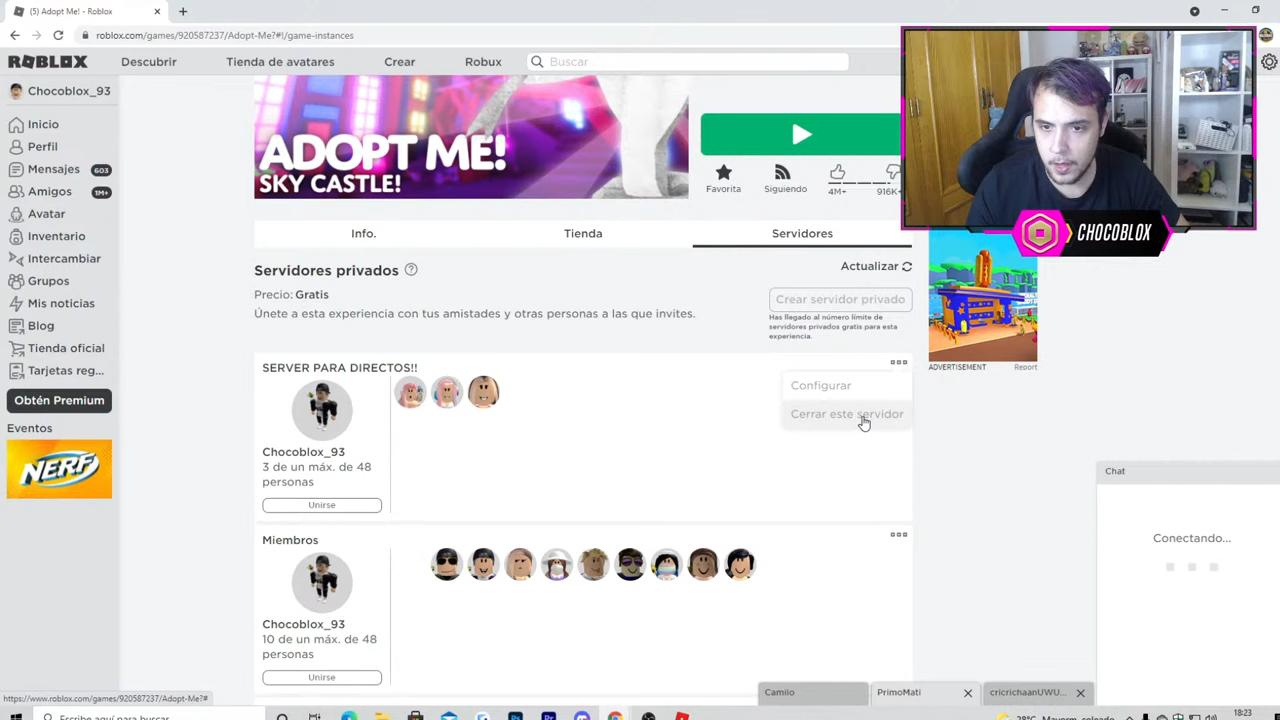 (5) Adopt Me! - Roblox
roblox.com/games/920587237/Adopt-Me?#!/game-instances
ROBLOX
Descubrir
Tienda de avatares
Crear
Robux
Buscar
Chocoblox_93
Inicio
Perfil
Mensajes 603
Amigos 1M+
Avatar
Inventario
Intercambiar
Grupos
Mis noticias
Blog
Tienda oficial
Tarjetas reg...
Obtén Premium
Eventos
NERF
ADOPT ME!
SKY CASTLE!
Favorita
Siguiendo
4M+
916K+
CHOCOBLOX
Info.
Tienda
Servidores
Servidores privados
Actualizar
Precio: Gratis
Crear servidor privado
Únete a esta experiencia con tus amistades y otras personas a las que invites.
Has llegado al número límite de
servidores privados gratis para esta
experiencia.
ADVERTISEMENT
Report
SERVER PARA DIRECTOS!!
Configurar
Cerrar este servidor
Chocoblox_93
3 de un máx. de 48
personas
Unirse
Miembros
Chocoblox_93
10 de un máx. de 48
personas
Unirse
Chat
Conectando...
Camilo
PrimoMati
cricrichaanUWU...
https://www.roblox.com/games/920587237/Adopt-Me?#
Escribe aquí para buscar
28°C Mayorm. soleado
18:23